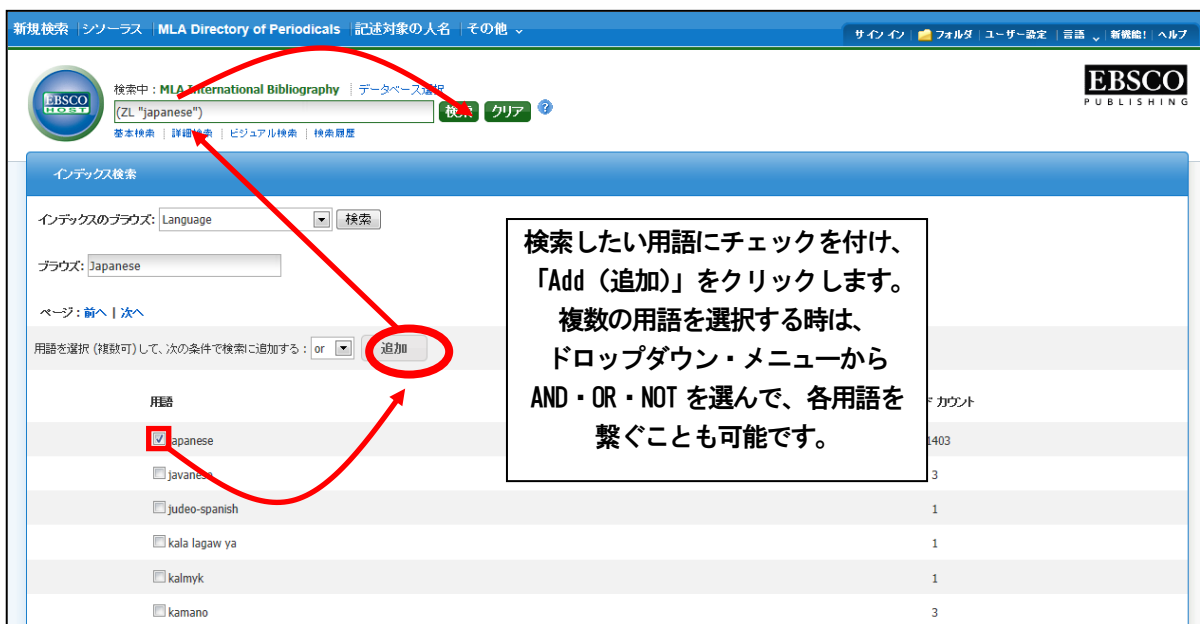 新規検索 | シソーラス | MLA Directory of Periodicals | 記述対象の人名 | その他
サインイン | フォルダ | ユーザー設定 | 言語 | 新機能! | ヘルプ
EBSCO
HOST
検索中 : MLA International Bibliography | データベース選択
(ZL "japanese")
検索 クリア ?
基本検索 | 詳細検索 | ビジュアル検索 | 検索履歴
EBSCO
PUBLISHING
インデックス検索
インデックスのブラウズ: Language 検索
ブラウズ: Japanese
ページ : 前へ | 次へ
用語を選択 (複数可) して、次の条件で検索に追加する : or 追加
検索したい用語にチェックを付け、
「Add (追加)」をクリックします。
複数の用語を選択する時は、
ドロップダウン・メニューから
AND・OR・NOT を選んで、各用語を
繋ぐことも可能です。
用語 カウント
japanese 1403
javanese 3
judeo-spanish 1
kala lagaw ya 1
kalmyk 1
kamano 3